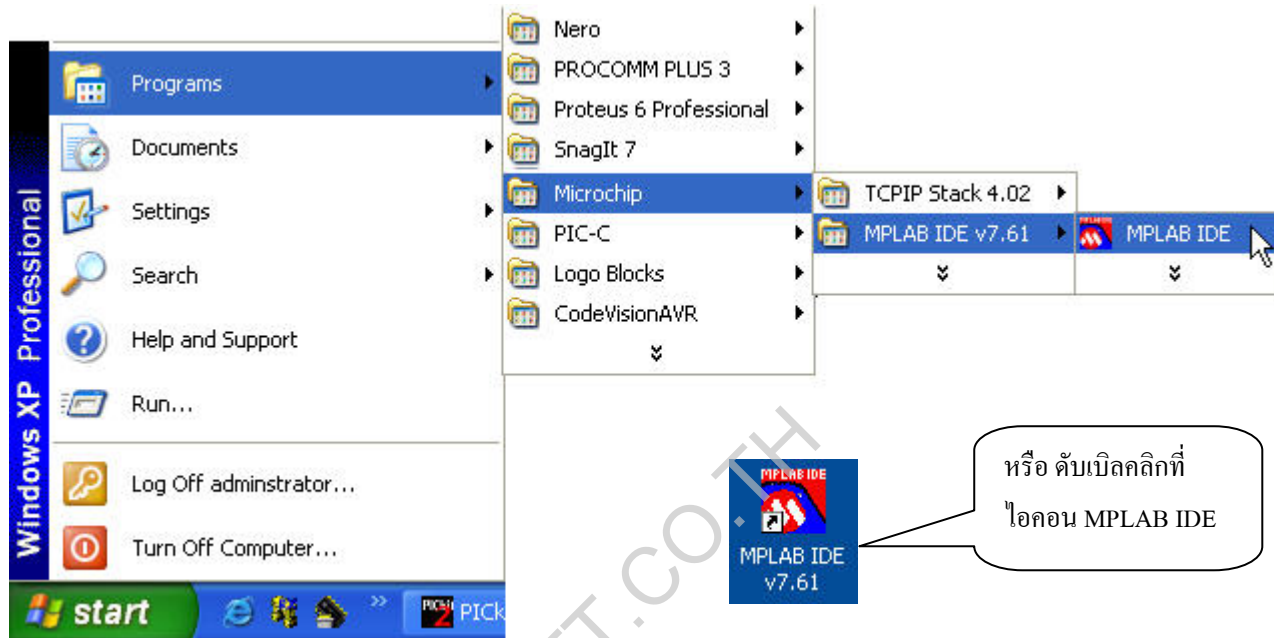 Windows XP Professional
Programs
Documents
Settings
Search
Help and Support
Run...
Log Off adminstrator...
Turn Off Computer...
start
PICk
Nero
PROCOMM PLUS 3
Proteus 6 Professional
SnagIt 7
Microchip
PIC-C
Logo Blocks
CodeVisionAVR
TCPIP Stack 4.02
MPLAB IDE v7.61
MPLAB IDE
MPLAB IDE
MPLAB IDE
v7.61
หรือ ดับเบิลคลิกที่
ไอคอน MPLAB IDE
T.CO.TH